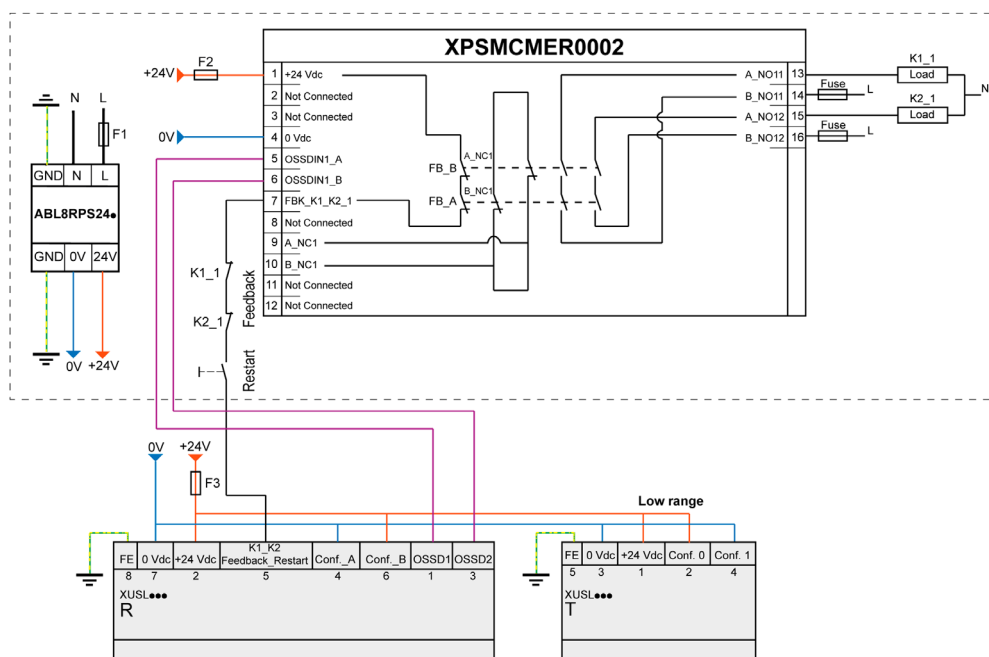 XPSMCMER0002
+24V
F2
1 +24 Vdc
2 Not Connected
3 Not Connected
0V
4 0 Vdc
5 OSSDIN1_A
6 OSSDIN1_B
7 FBK_K1_K2_1
8 Not Connected
9 A_NC1
10 B_NC1
11 Not Connected
12 Not Connected
A_NC1
FB_B
B_NC1
FB_A
A_NO11 13
B_NO11 14
A_NO12 15
B_NO12 16
K1_1
Load
Fuse
L
N
K2_1
Load
Fuse
L
N
L
F1
GND N L
ABL8RPS24●
GND 0V 24V
0V
+24V
K1_1
K2_1
Feedback
Restart
0V
+24V
F3
Low range
FE 0 Vdc +24 Vdc K1_K2 Feedback_Restart Conf._A Conf._B OSSD1 OSSD2
8 7 2 5 4 6 1 3
XUSL●●●
R
FE 0 Vdc +24 Vdc Conf. 0 Conf. 1
5 3 1 2 4
XUSL●●●
T